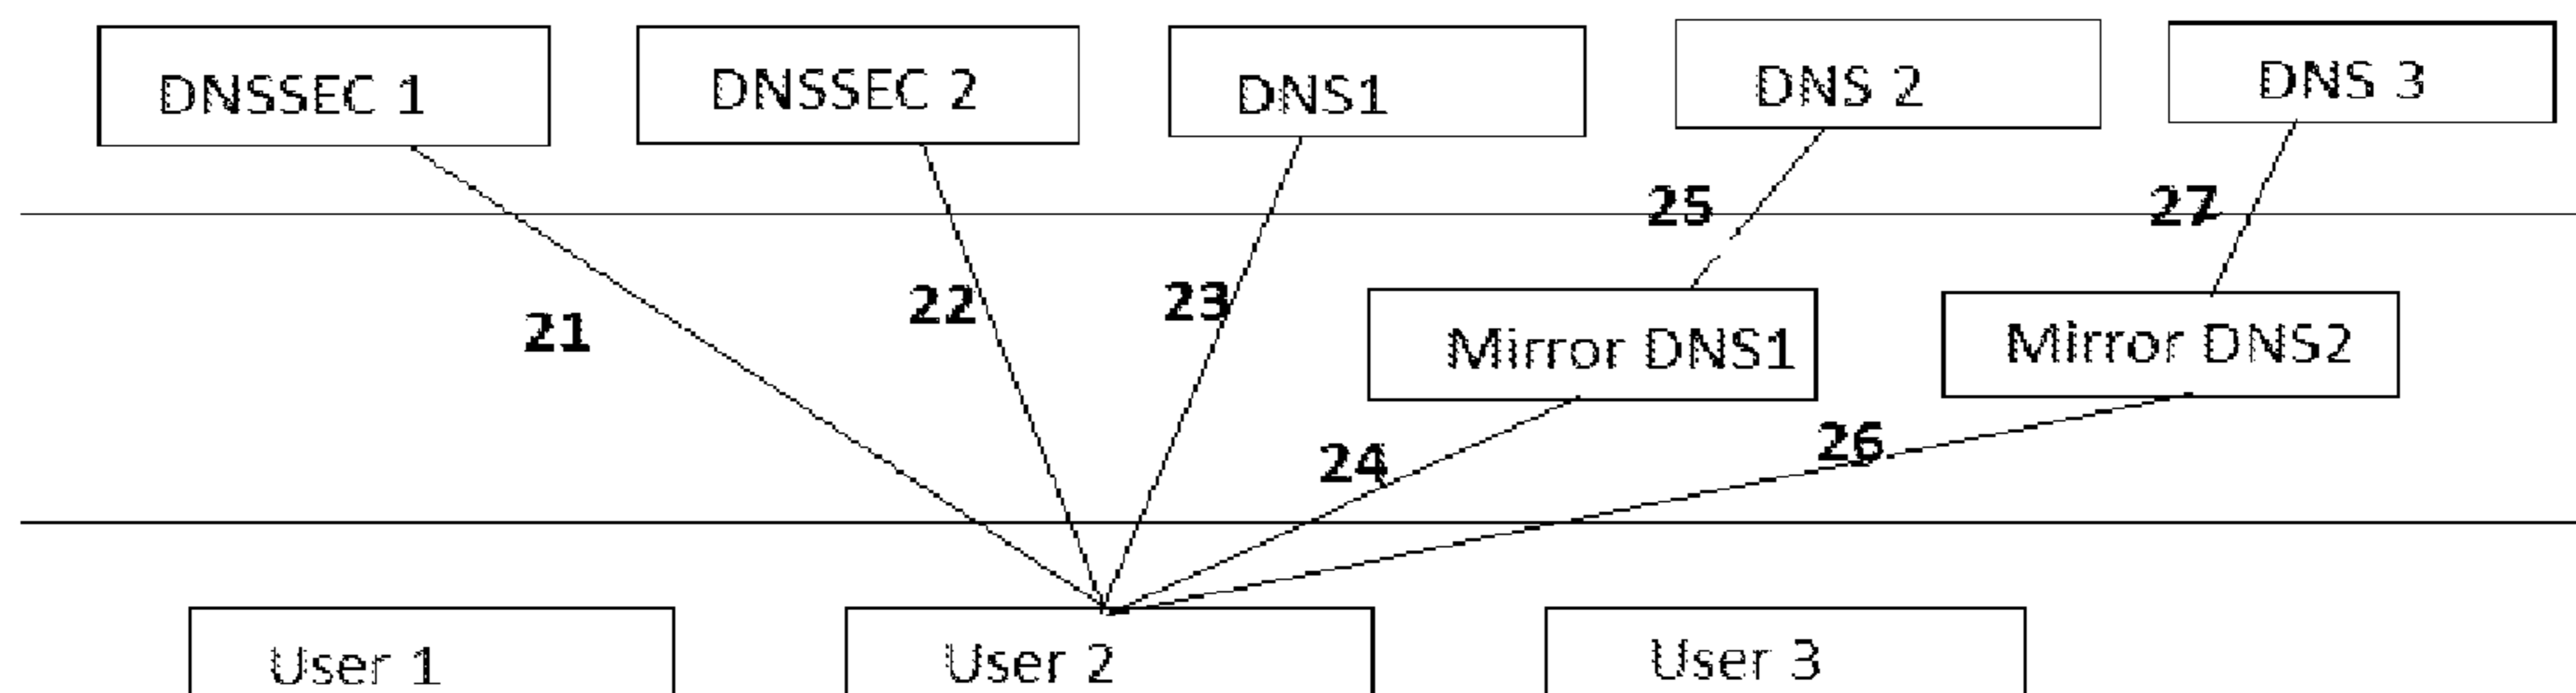 DNSSEC 1
DNSSEC 2
DNS1
DNS 2
DNS 3
25
27
21
22
23
Mirror DNS1
Mirror DNS2
24
26
User 1
User 2
User 3